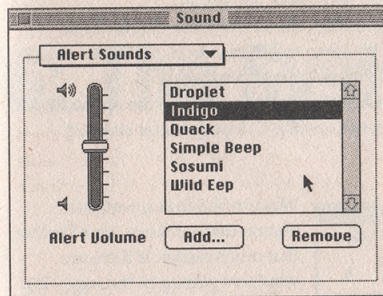 Sound
Alert Sounds
Droplet
Indigo
Quack
Simple Beep
Sosumi
Wild Eep
Alert Volume
Add...
Remove